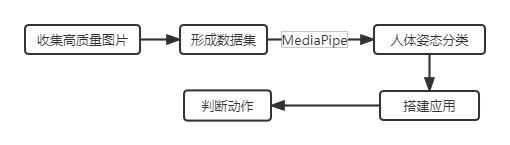 收集高质量图片
形成数据集
MediaPipe
人体姿态分类
搭建应用
判断动作